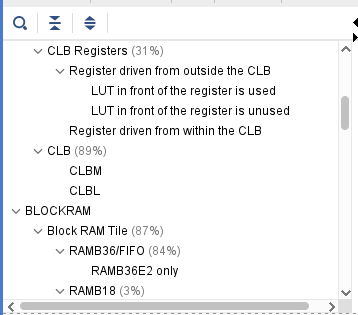 CLB Registers (31%)
Register driven from outside the CLB
LUT in front of the register is used
LUT in front of the register is unused
Register driven from within the CLB
CLB (89%)
CLBM
CLBL
BLOCKRAM
Block RAM Tile (87%)
RAMB36/FIFO (84%)
RAMB36E2 only
RAMB18 (3%)